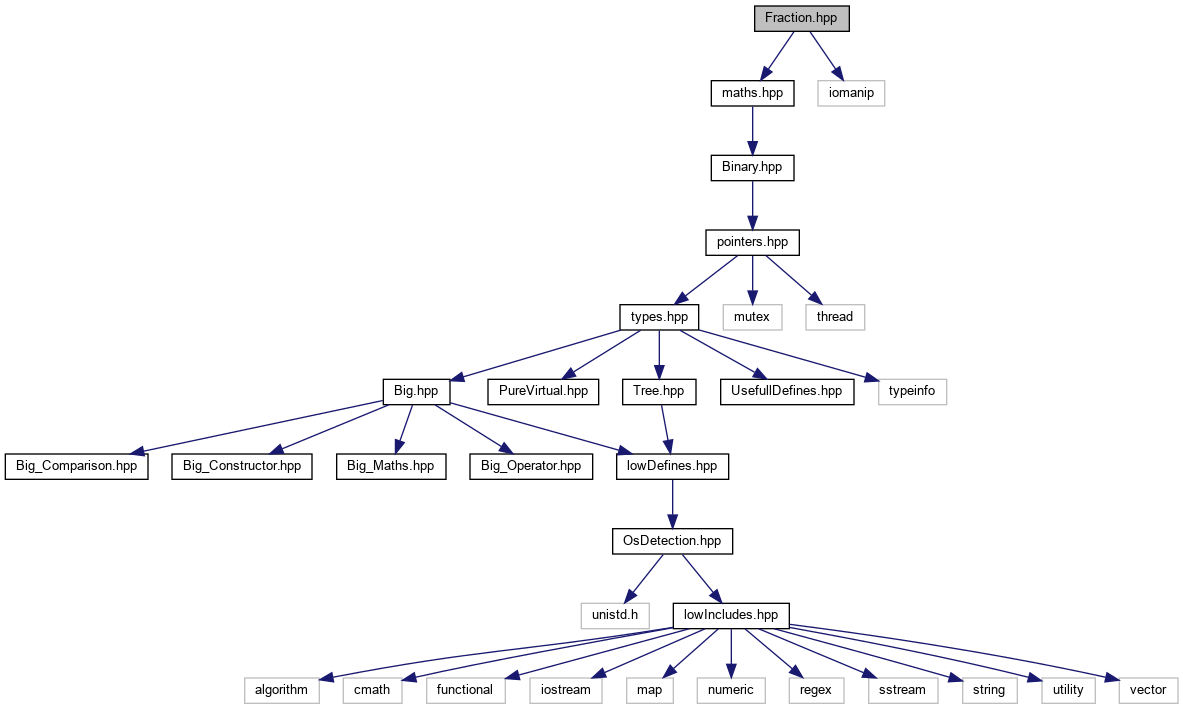 Fraction.hpp
maths.hpp
iomanip
Binary.hpp
pointers.hpp
types.hpp
mutex
thread
Big.hpp
PureVirtual.hpp
Tree.hpp
UsefullDefines.hpp
typeinfo
Big_Comparison.hpp
Big_Constructor.hpp
Big_Maths.hpp
Big_Operator.hpp
lowDefines.hpp
OsDetection.hpp
unistd.h
lowIncludes.hpp
algorithm
cmath
functional
iostream
map
numeric
regex
sstream
string
utility
vector